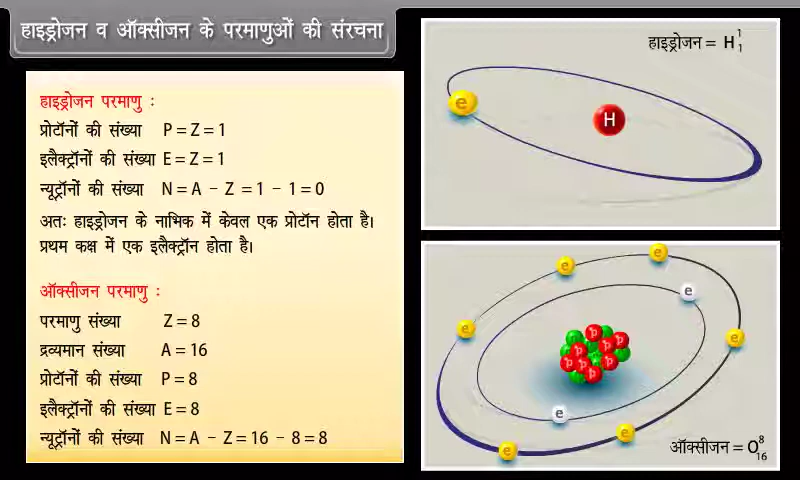 हाइड्रोजन व ऑक्सीजन के परमाणुओं की संरचना
हाइड्रोजन परमाणु :
प्रोटॉनों की संख्या P = Z = 1
इलैक्ट्रॉनों की संख्या E = Z = 1
न्यूट्रॉनों की संख्या N = A - Z = 1 - 1 = 0
अतः हाइड्रोजन के नाभिक में केवल एक प्रोटॉन होता है।
प्रथम कक्ष में एक इलैक्ट्रॉन होता है।
ऑक्सीजन परमाणु :
परमाणु संख्या Z = 8
द्रव्यमान संख्या A = 16
प्रोटॉनों की संख्या P = 8
इलैक्ट्रॉनों की संख्या E = 8
न्यूट्रॉनों की संख्या N = A - Z = 16 - 8 = 8
हाइड्रोजन = H 1 1
e
H
e
e
e
e
e
p
p
p
p
p
p
p
p
e
e
e
ऑक्सीजन = O 8 16